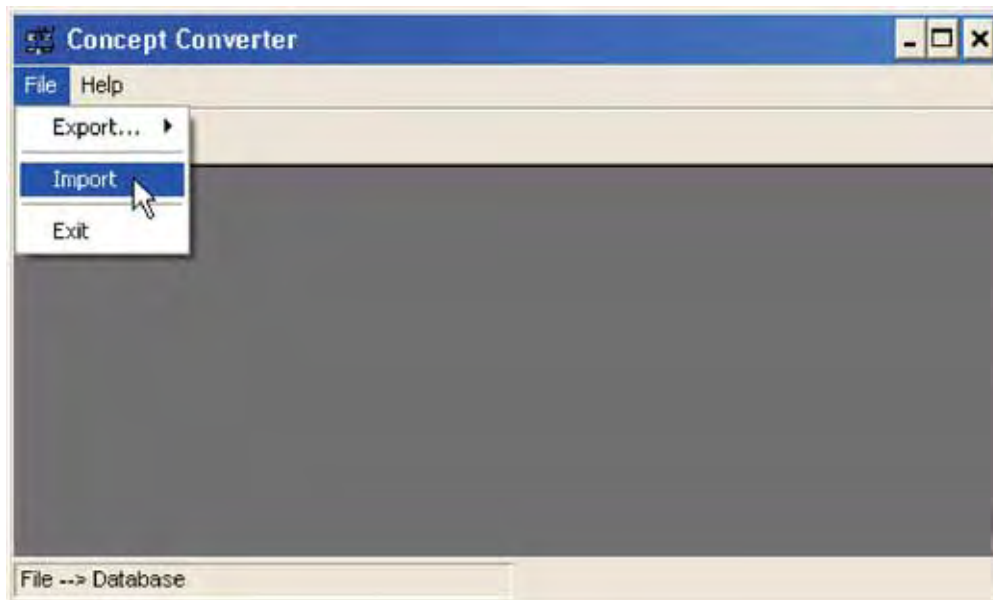 Concept Converter
File Help
Export...
Import
Exit
File --> Database